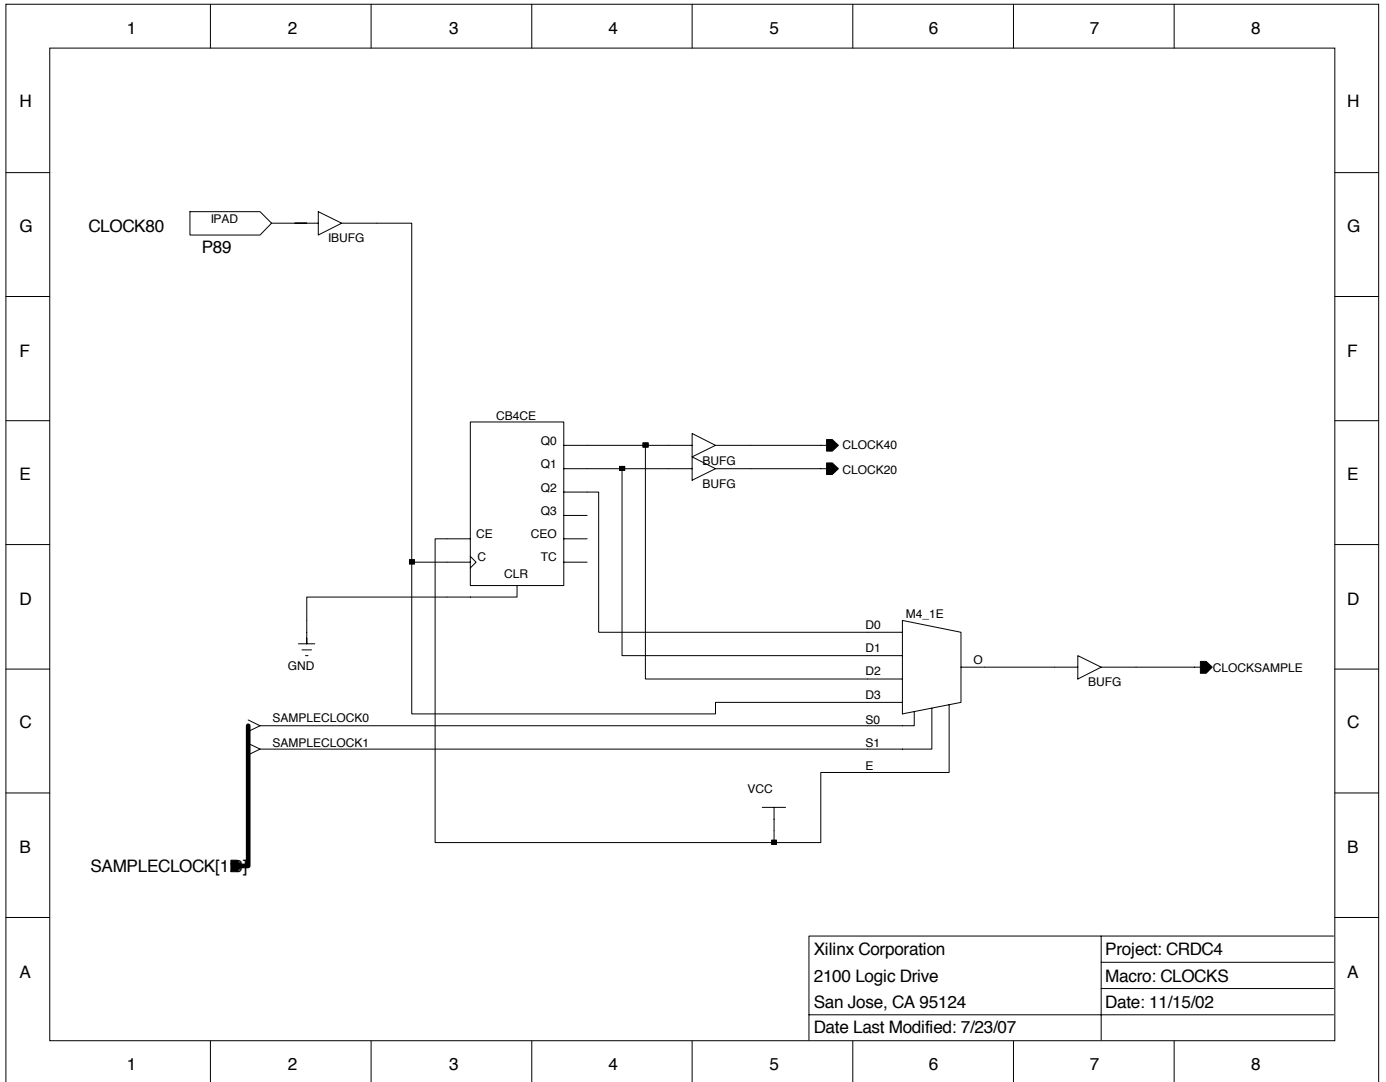 1 2 3 4 5 6 7 8
H H
G CLOCK80 IPAD G
IBUFG
P89
F F
CB4CE
Q0 CLOCK40
E Q1 BUFG CLOCK20 E
Q2 BUFG
Q3
CE CEO
C TC
CLR
D D
M4_1E
D0
D1
GND O CLOCKSAMPLE
D2 BUFG
D3
C SAMPLECLOCK0 S0 C
SAMPLECLOCK1 S1
E
VCC
B B
SAMPLECLOCK[1
Xilinx Corporation Project: CRDC4
A 2100 Logic Drive Macro: CLOCKS A
San Jose, CA 95124 Date: 11/15/02
Date Last Modified: 7/23/07
1 2 3 4 5 6 7 8